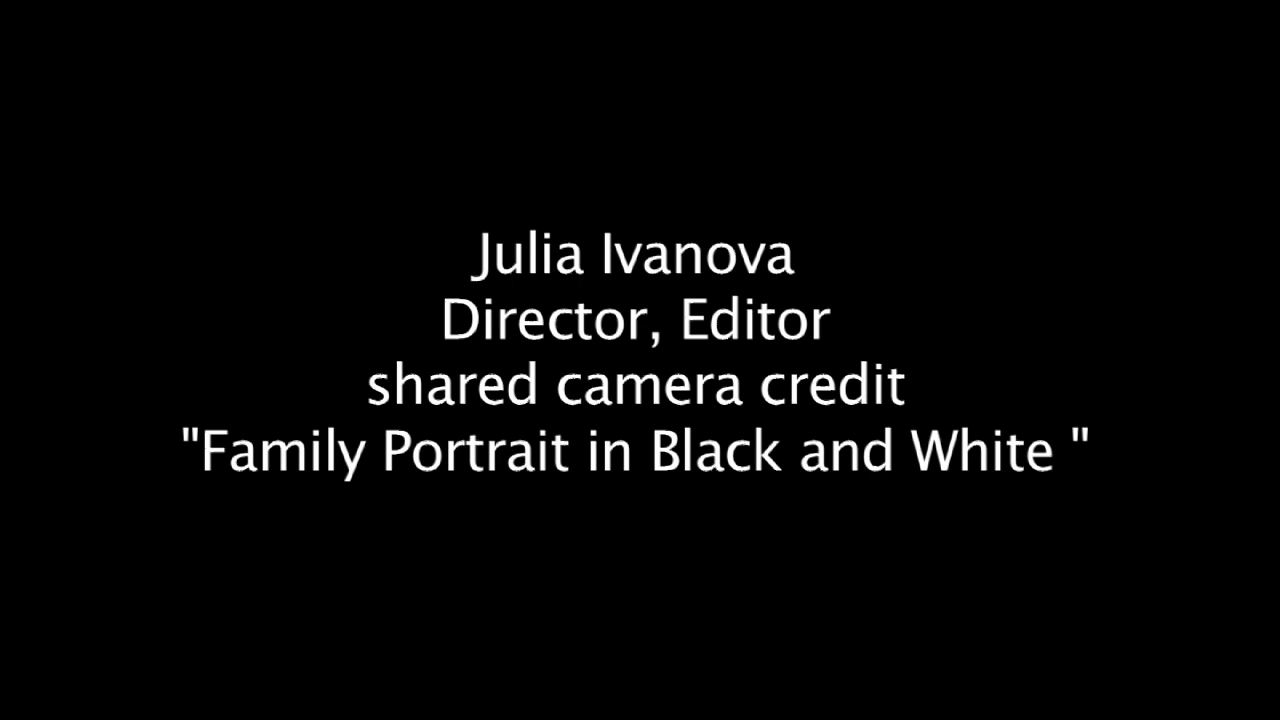 Julia Ivanova
Director, Editor
shared camera credit
"Family Portrait in Black and White "